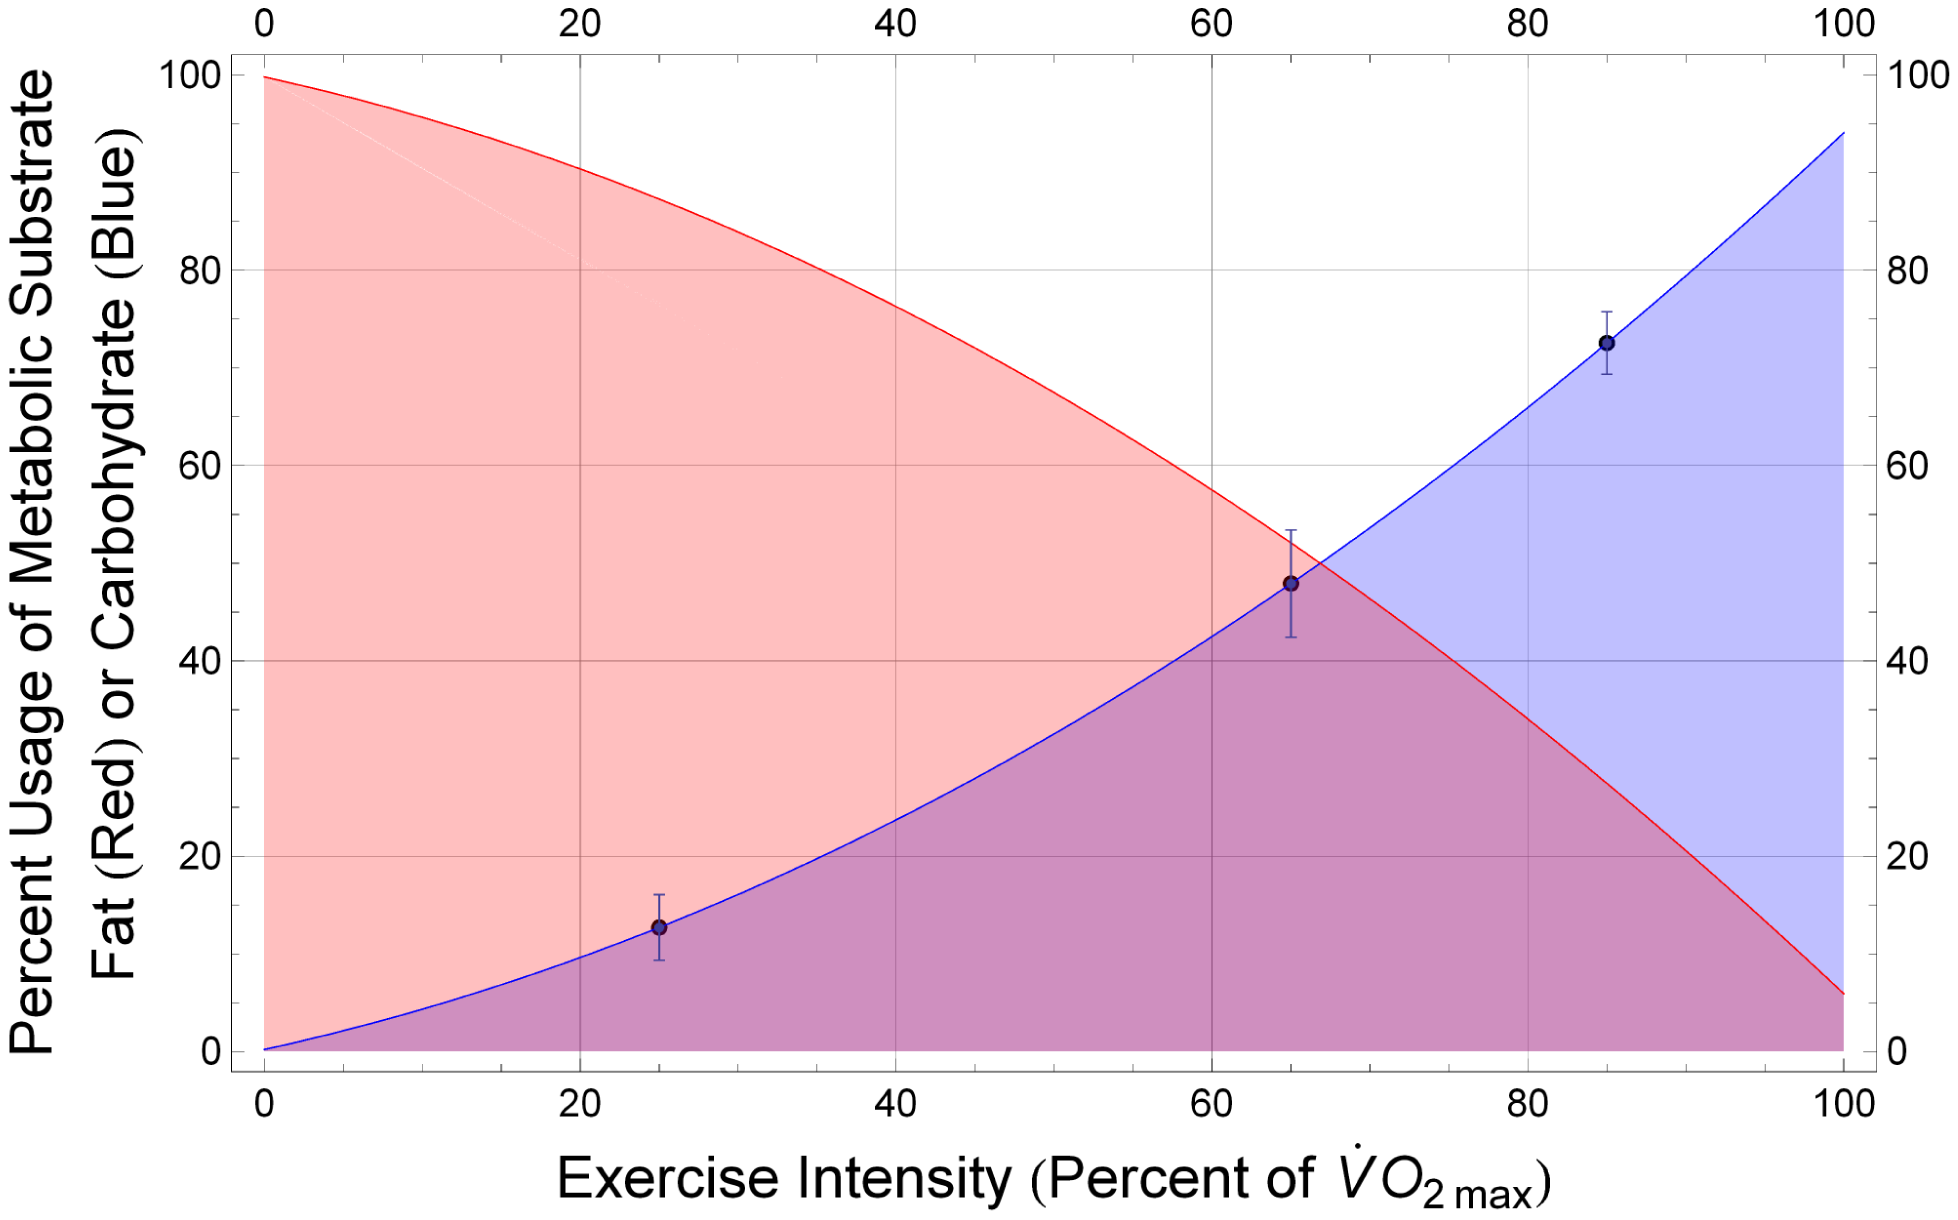 0 20 40 60 80 100
Percent Usage of Metabolic Substrate
Fat (Red) or Carbohydrate (Blue)
100 100
80 80
60 60
40 40
20 20
0 0
0 20 40 60 80 100
Exercise Intensity (Percent of V̇O₂ max)